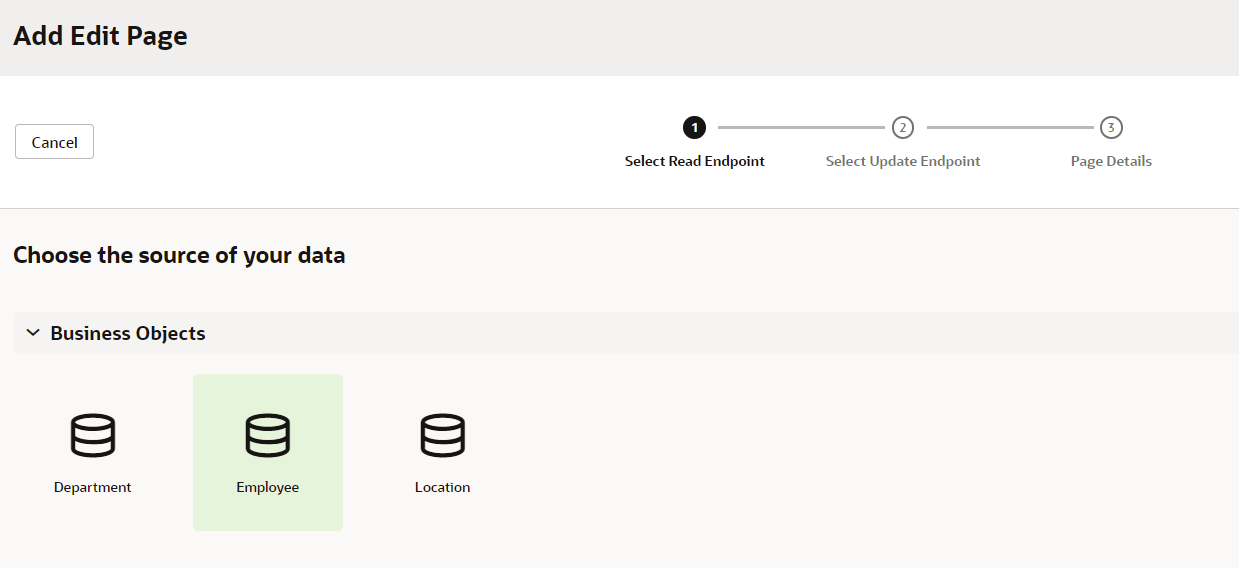 Add Edit Page
Cancel
1
2
3
Select Read Endpoint
Select Update Endpoint
Page Details
Choose the source of your data
Business Objects
Department
Employee
Location